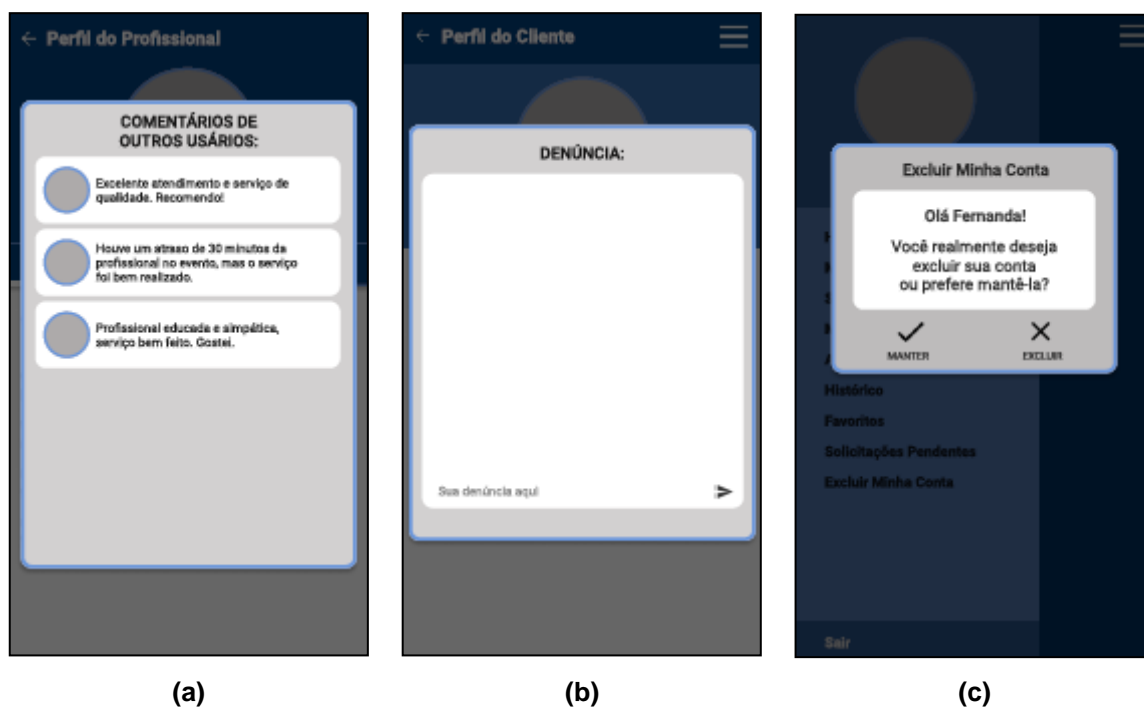 ← Perfil do Profissional
COMENTÁRIOS DE
OUTROS USÁRIOS:
Excelente atendimento e serviço de
qualidade. Recomendo!
Houve um atraso de 30 minutos da
profissional no evento, mas o serviço
foi bem realizado.
Profissional educada e simpática,
serviço bem feito. Gostei.
(a)
← Perfil do Cliente
DENÚNCIA:
Sua denúncia aqui!
(b)
Excluir Minha Conta
Olá Fernanda!
Você realmente deseja
excluir sua conta
ou prefere mantê-la?
MANTER
EXCLUIR
Histórico
Favoritos
Solicitações Pendentes
Excluir Minha Conta
Sair
(c)